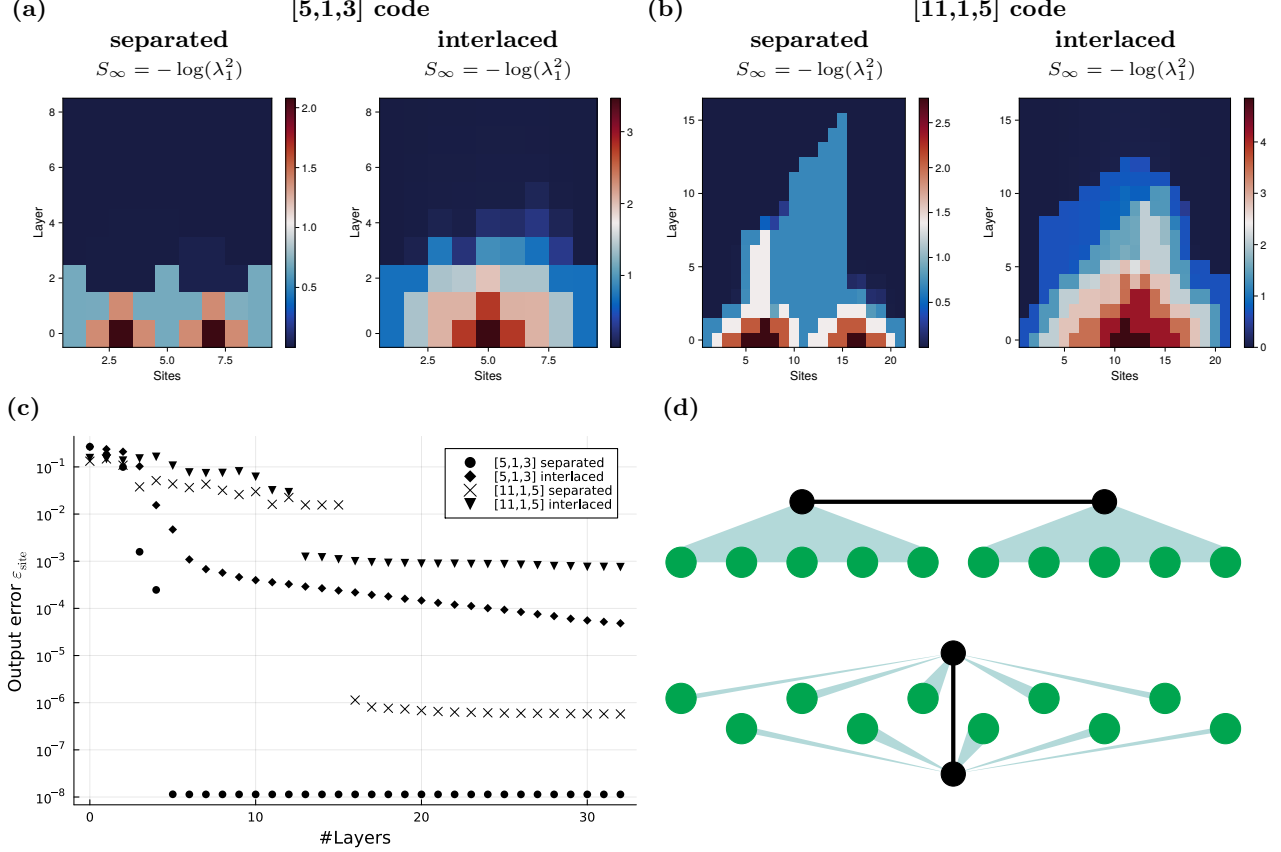 (a)
[5,1,3] code
separated
S∞ = − log(λ₁²)
interlaced
S∞ = − log(λ₁²)
8
6
4
2
0
Layer
2.5
5.0
7.5
Sites
2.0
1.5
1.0
0.5
8
6
4
2
0
Layer
2.5
5.0
7.5
Sites
3
2
1
(b)
[11,1,5] code
separated
S∞ = − log(λ₁²)
interlaced
S∞ = − log(λ₁²)
15
10
5
0
Layer
5
10
15
20
Sites
2.5
2.0
1.5
1.0
0.5
15
10
5
0
Layer
5
10
15
20
Sites
4
3
2
1
0
(c)
Output error εsite
10⁻¹
10⁻²
10⁻³
10⁻⁴
10⁻⁵
10⁻⁶
10⁻⁷
10⁻⁸
0
10
20
30
#Layers
[5,1,3] separated
[5,1,3] interlaced
[11,1,5] separated
[11,1,5] interlaced
(d)